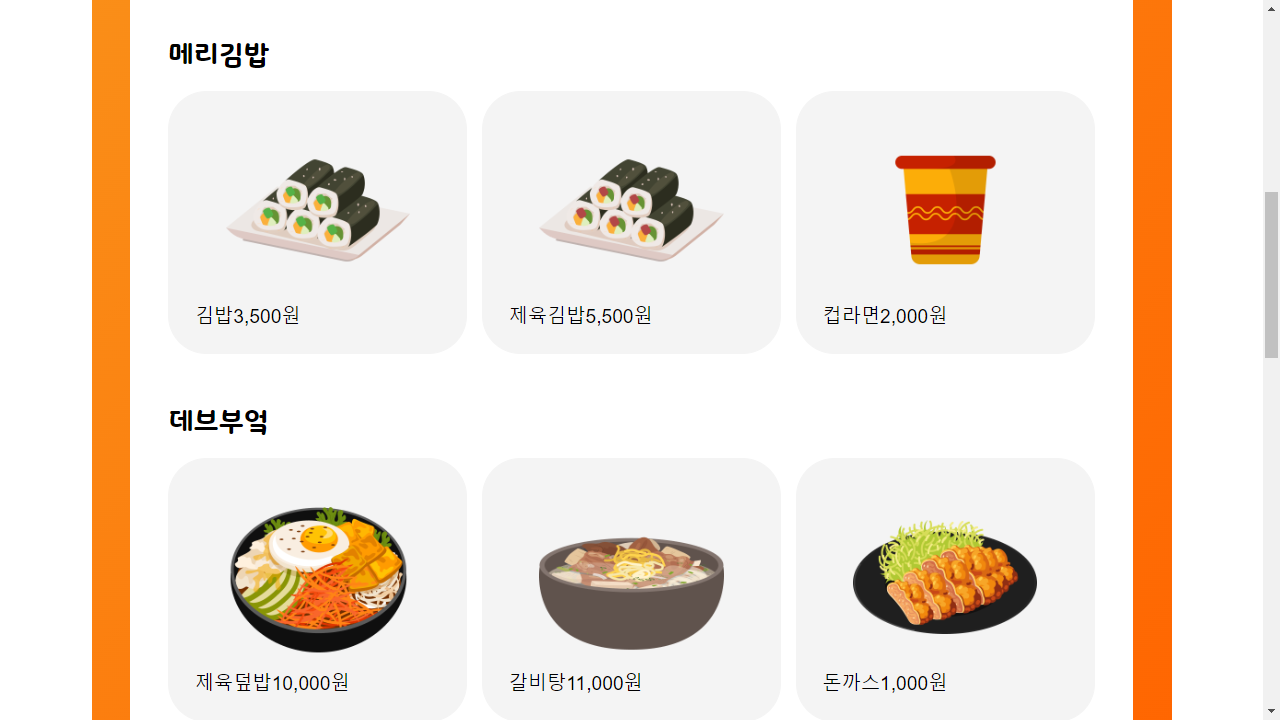 메리김밥
김밥3,500원
제육김밥5,500원
컵라면2,000원
데브부엌
제육덮밥10,000원
갈비탕11,000원
돈까스1,000원